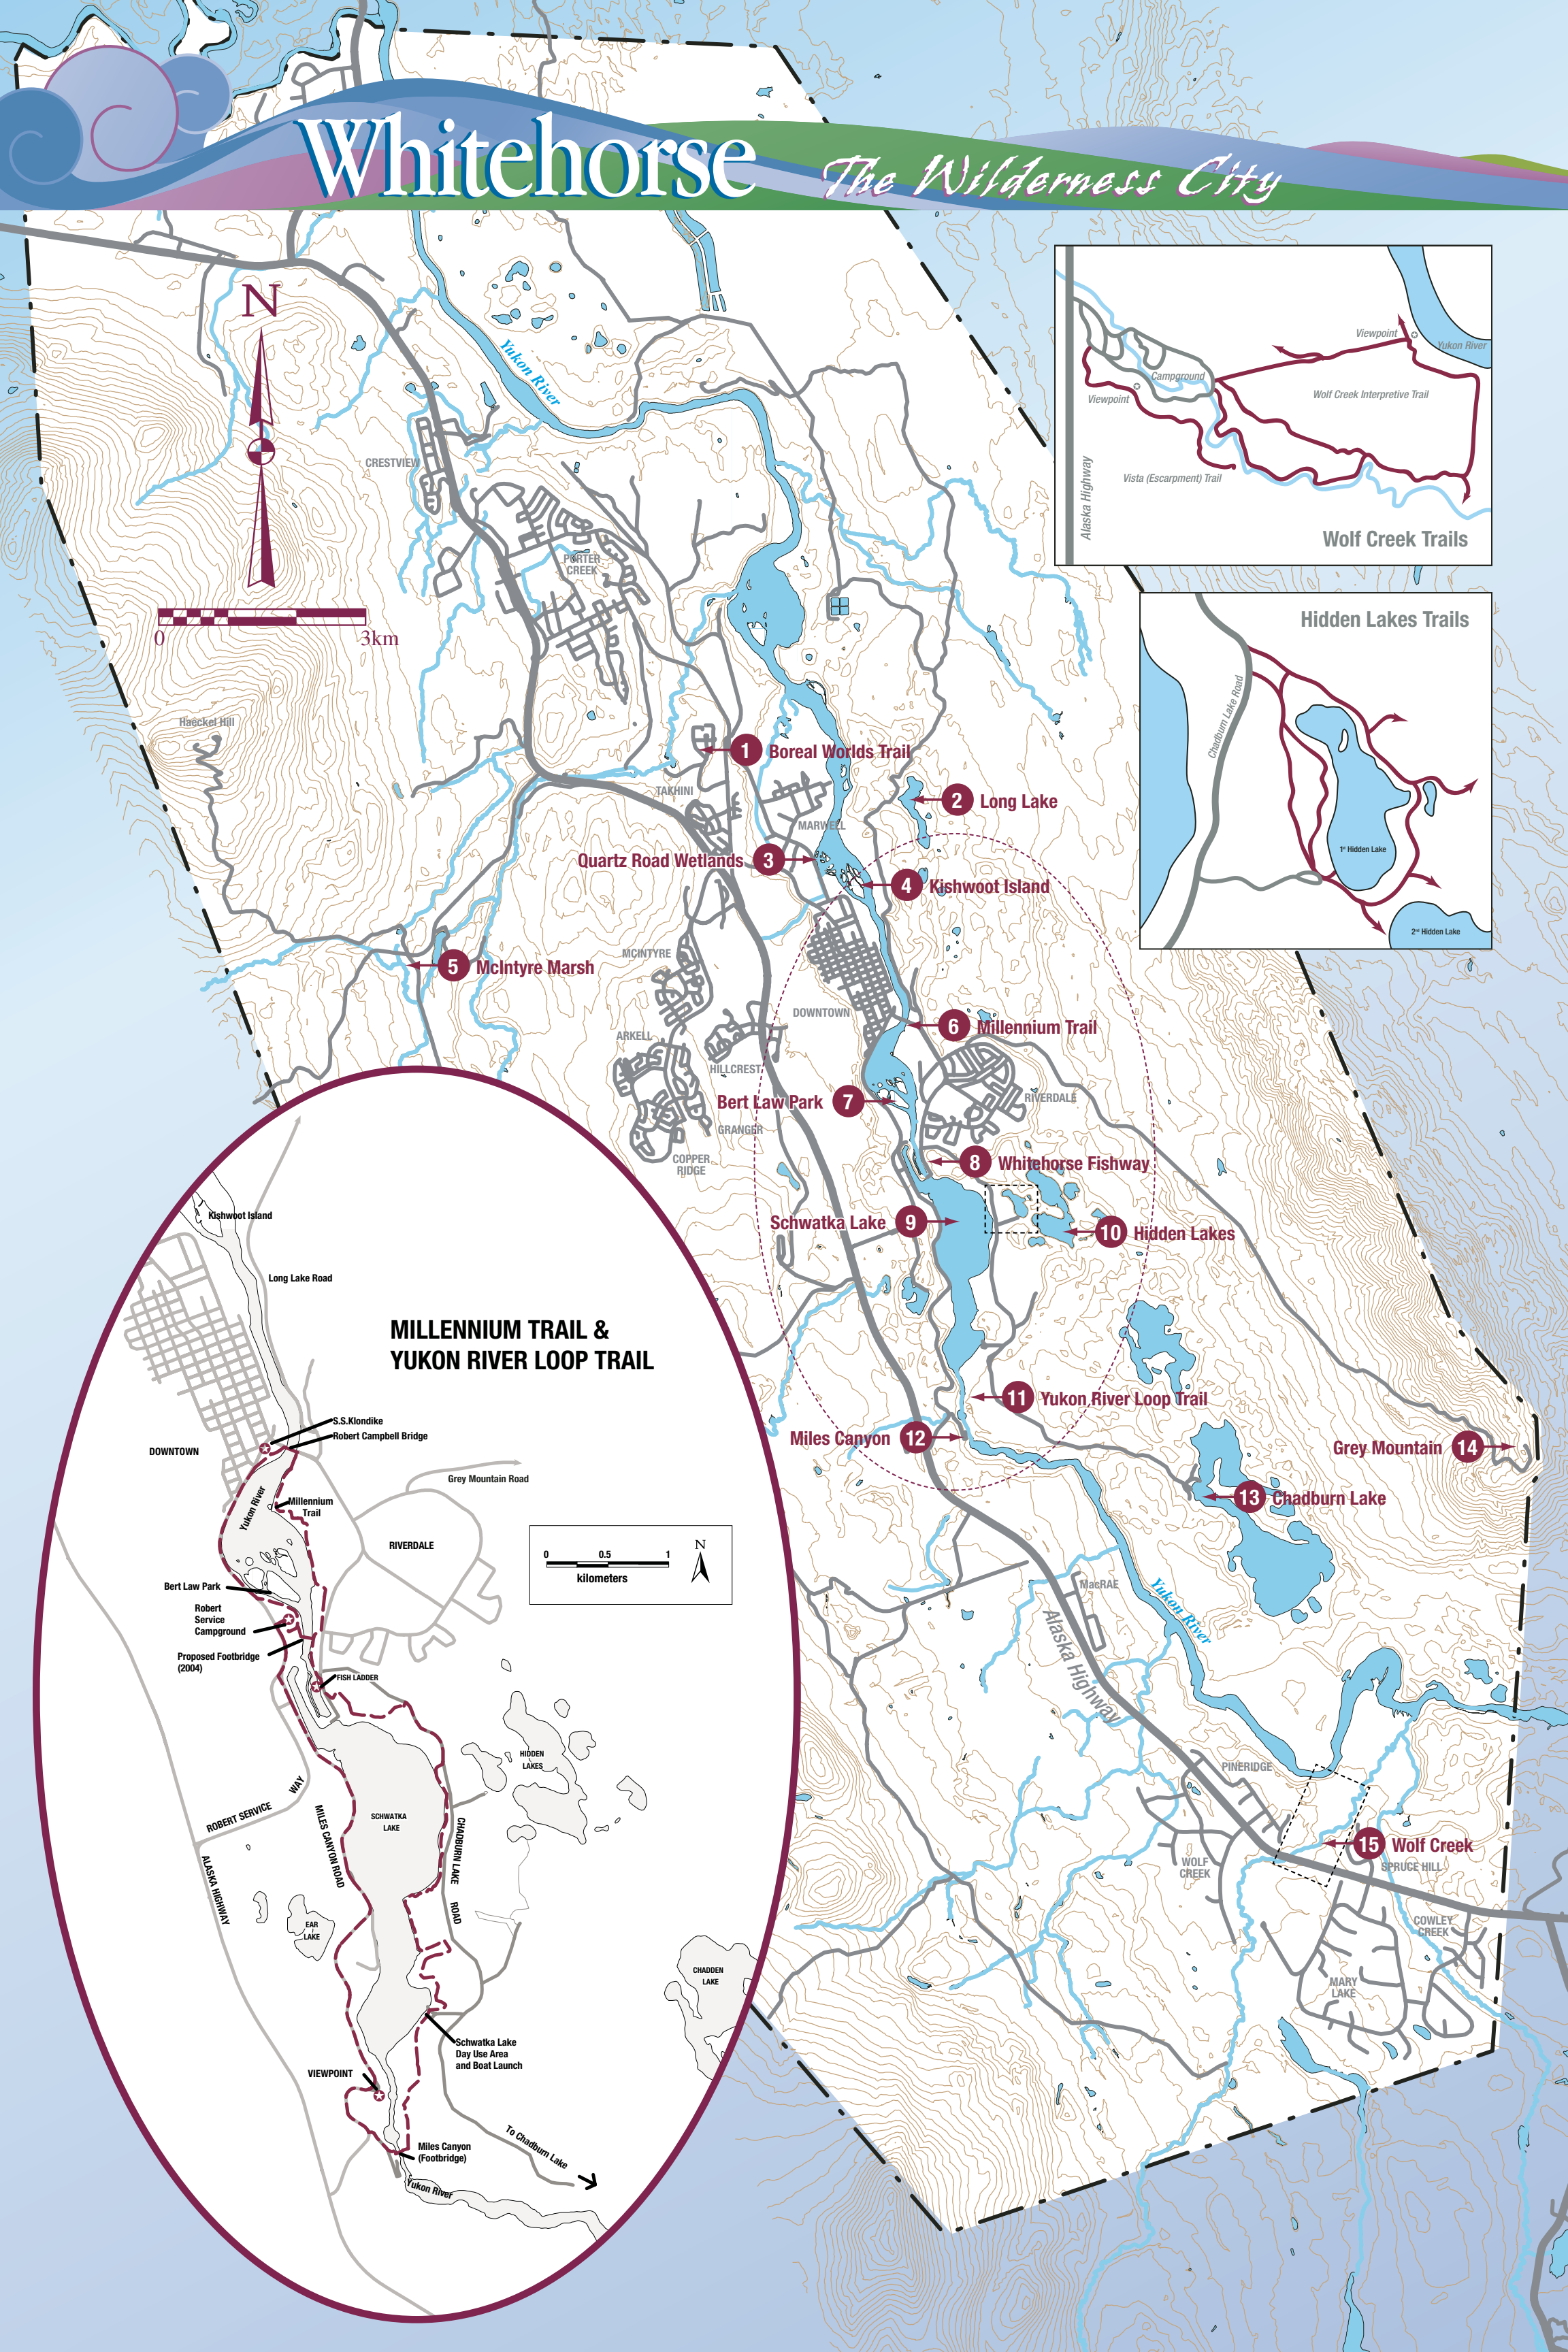 Whitehorse
The Wilderness City
N
0
3km
Yukon River
CRESTVIEW
PORTER
CREEK
Haeckel Hill
1 Boreal Worlds Trail
TAKHINI
2 Long Lake
MARWELL
Quartz Road Wetlands 3
4 Kishwoot Island
5 McIntyre Marsh
MCINTYRE
DOWNTOWN
6 Millennium Trail
ARKELL
HILLCREST
Bert Law Park 7
RIVERDALE
GRANGER
COPPER
RIDGE
8 Whitehorse Fishway
Schwatka Lake 9
10 Hidden Lakes
11 Yukon River Loop Trail
Miles Canyon 12
Grey Mountain 14
13 Chadburn Lake
MacRAE
Yukon River
Alaska Highway
PINERIDGE
15 Wolf Creek
SPRUCE HILL
WOLF
CREEK
COWLEY
CREEK
MARY
LAKE
Viewpoint
Yukon River
Campground
Viewpoint
Wolf Creek Interpretive Trail
Vista (Escarpment) Trail
Alaska Highway
Wolf Creek Trails
Hidden Lakes Trails
Chadburn Lake Road
1st Hidden Lake
2nd Hidden Lake
Kishwoot Island
Long Lake Road
MILLENNIUM TRAIL &
YUKON RIVER LOOP TRAIL
S.S.Klondike
Robert Campbell Bridge
DOWNTOWN
Grey Mountain Road
Yukon River
Millennium
Trail
RIVERDALE
N
0 0.5 1
kilometers
Bert Law Park
Robert
Service
Campground
Proposed Footbridge
(2004)
FISH LADDER
HIDDEN
LAKES
ROBERT SERVICE WAY
MILES CANYON ROAD
SCHWATKA
LAKE
CHADBURN LAKE ROAD
ALASKA HIGHWAY
EAR
LAKE
CHADDEN
LAKE
Schwatka Lake
Day Use Area
and Boat Launch
VIEWPOINT
Miles Canyon
(Footbridge)
To Chadburn Lake
Yukon River